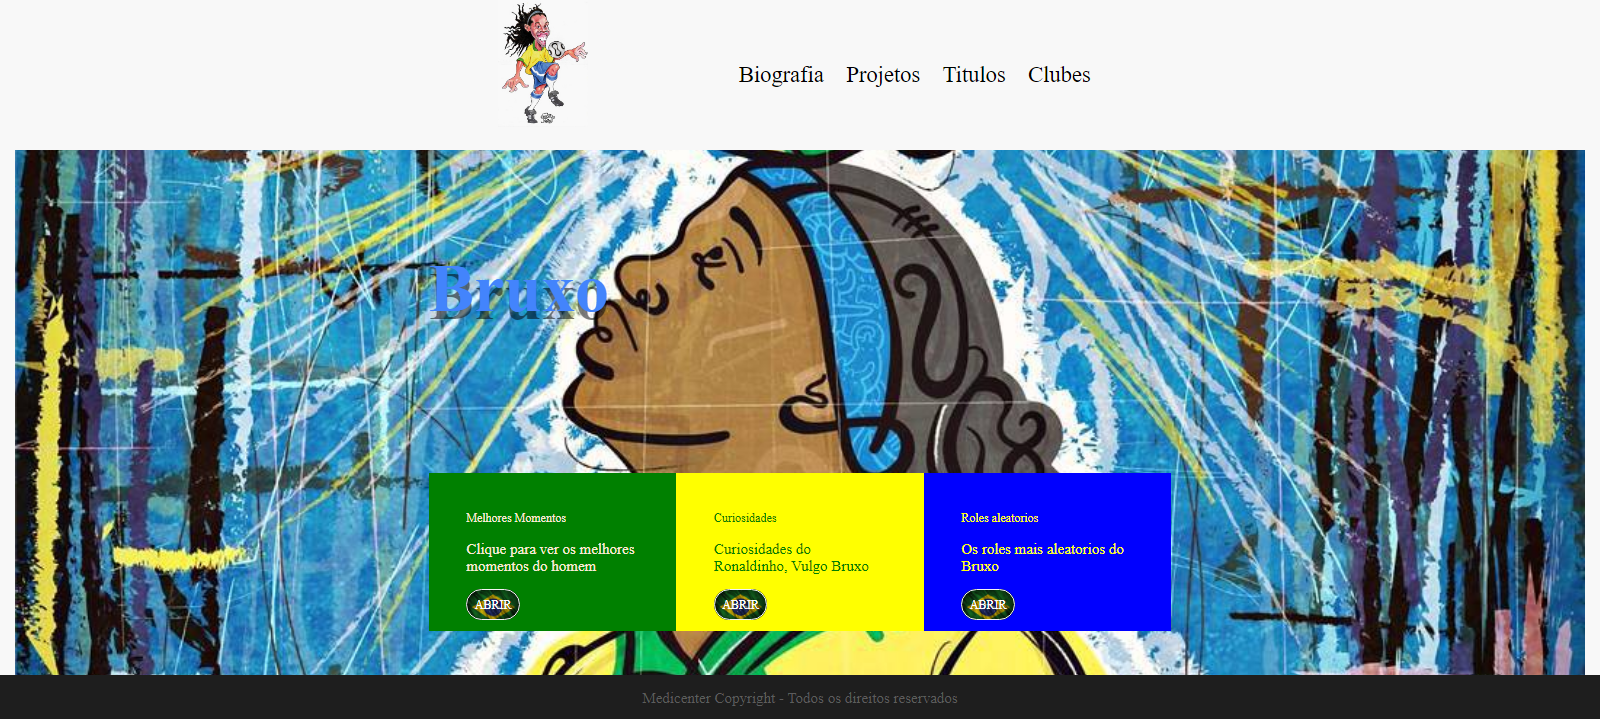 Biografia Projetos Titulos Clubes
Bruxo
Melhores Momentos
Clique para ver os melhores
momentos do homem
ABRIR
Curiosidades
Curiosidades do
Ronaldinho, Vulgo Bruxo
ABRIR
Roles aleatorios
Os roles mais aleatorios do
Bruxo
ABRIR
Medicenter Copyright - Todos os direitos reservados